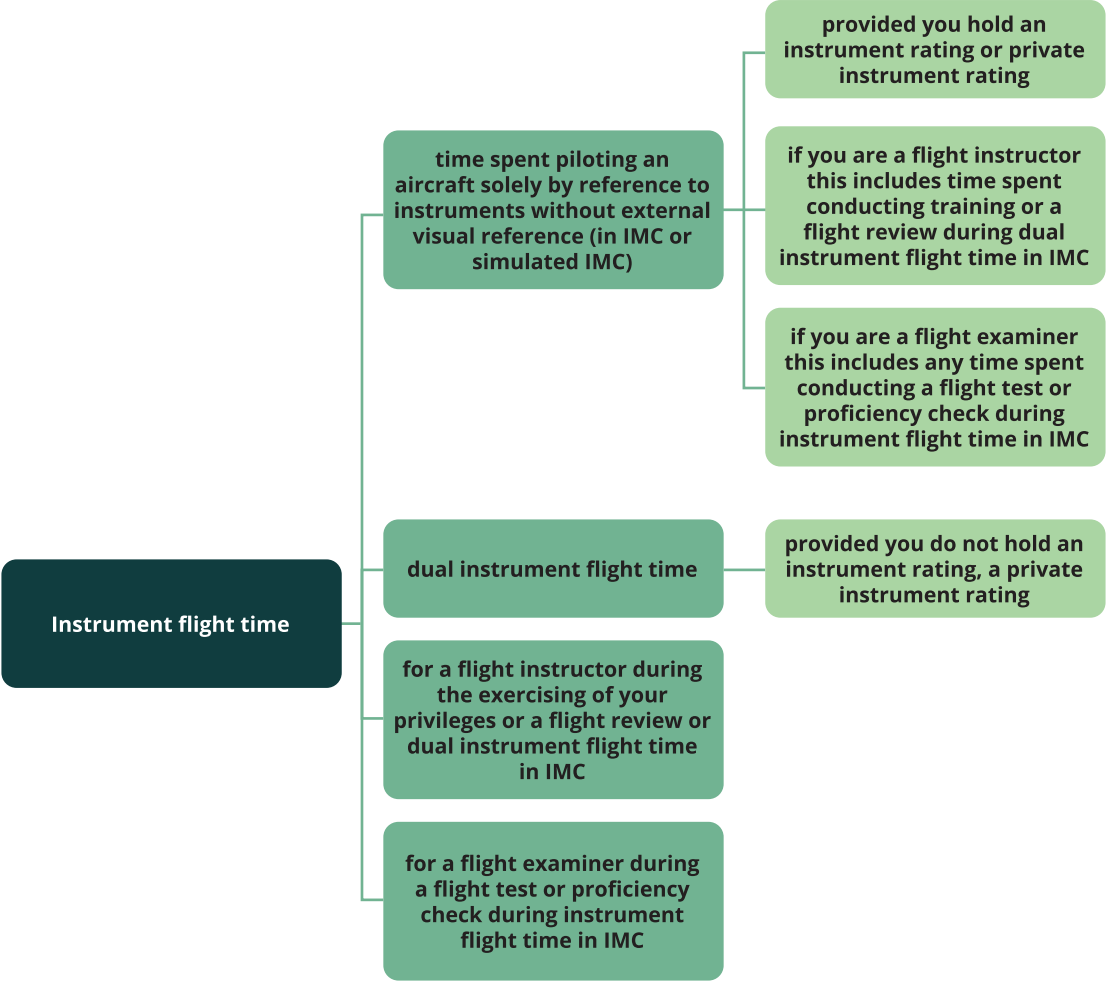 Instrument flight time
time spent piloting an
aircraft solely by reference to
instruments without external
visual reference (in IMC or
simulated IMC)
provided you hold an
instrument rating or private
instrument rating
if you are a flight instructor
this includes time spent
conducting training or a
flight review during dual
instrument flight time in IMC
if you are a flight examiner
this includes any time spent
conducting a flight test or
proficiency check during
instrument flight time in IMC
dual instrument flight time
provided you do not hold an
instrument rating, a private
instrument rating
for a flight instructor during
the exercising of your
privileges or a flight review or
dual instrument flight time
in IMC
for a flight examiner during
a flight test or proficiency
check during instrument
flight time in IMC